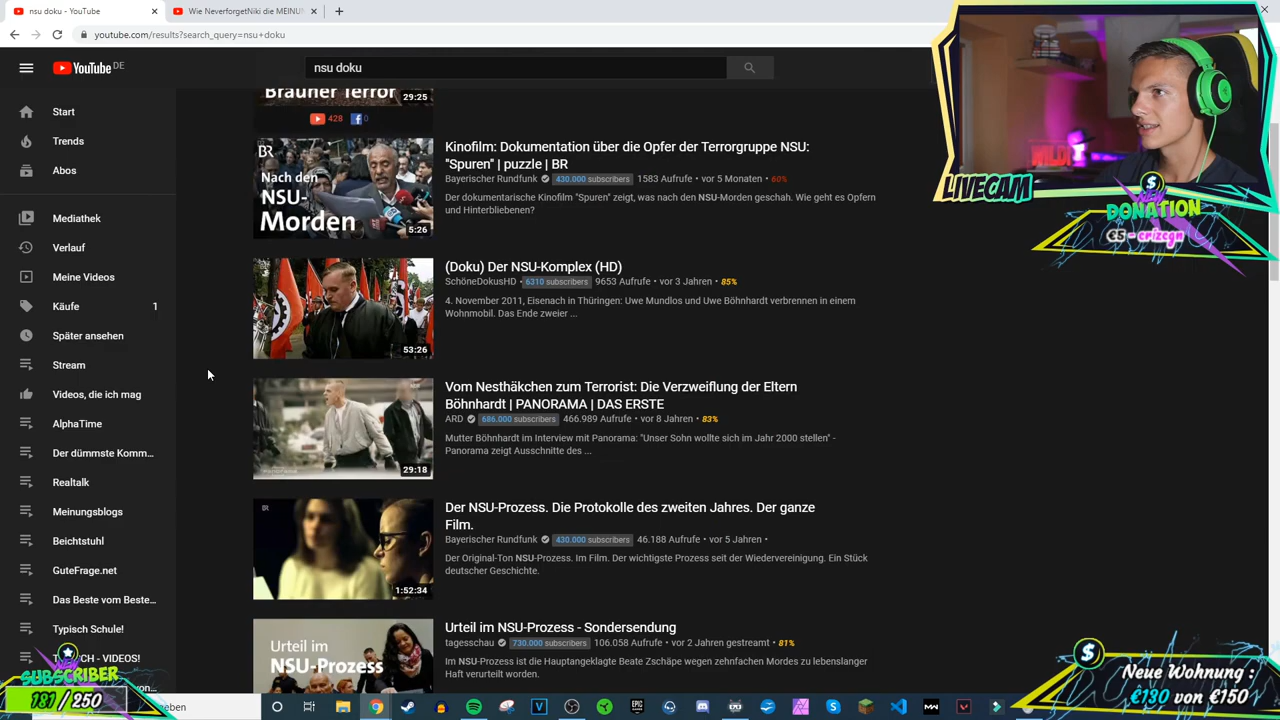 nsu doku - YouTube
Wie NeverforgetNiki die MEINU
youtube.com/results?search_query=nsu+doku
YouTube DE
nsu doku
Start
Trends
Abos
Mediathek
Verlauf
Meine Videos
Käufe 1
Später ansehen
Stream
Videos, die ich mag
AlphaTime
Der dümmste Komm...
Realtalk
Meinungsblogs
Beichtstuhl
GuteFrage.net
Das Beste vom Beste...
Typisch Schule!
- VIDEOS!
Brauner Terror
29:25
428
0
BR
Nach den
NSU-
Morden
5:26
Kinofilm: Dokumentation über die Opfer der Terrorgruppe NSU:
"Spuren" | puzzle | BR
Bayerischer Rundfunk 430.000 subscribers 1583 Aufrufe • vor 5 Monaten • 60%
Der dokumentarische Kinofilm "Spuren" zeigt, was nach den NSU-Morden geschah. Wie geht es Opfern
und Hinterbliebenen?
53:26
(Doku) Der NSU-Komplex (HD)
SchöneDokusHD • 6310 subscribers 9653 Aufrufe • vor 3 Jahren • 85%
4. November 2011, Eisenach in Thüringen: Uwe Mundlos und Uwe Böhnhardt verbrennen in einem
Wohnmobil. Das Ende zweier ...
29:18
Vom Nesthäkchen zum Terrorist: Die Verzweiflung der Eltern
Böhnhardt | PANORAMA | DAS ERSTE
ARD 686.000 subscribers 466.989 Aufrufe • vor 8 Jahren • 83%
Mutter Böhnhardt im Interview mit Panorama: "Unser Sohn wollte sich im Jahr 2000 stellen" -
Panorama zeigt Ausschnitte des ...
BR
1:52:34
Der NSU-Prozess. Die Protokolle des zweiten Jahres. Der ganze
Film.
Bayerischer Rundfunk 430.000 subscribers 46.188 Aufrufe • vor 5 Jahren •
Der Original-Ton NSU-Prozess. Im Film. Der wichtigste Prozess seit der Wiedervereinigung. Ein Stück
deutscher Geschichte.
Urteil im
NSU-Prozess
Urteil im NSU-Prozess - Sondersendung
tagesschau 730.000 subscribers 106.058 Aufrufe • vor 2 Jahren gestreamt • 81%
Im NSU-Prozess ist die Hauptangeklagte Beate Zschäpe wegen zehnfachen Mordes zu lebenslanger
Haft verurteilt worden.
LIVECAM
NEW
DONATION
€5 - crizcgn
NEW
SUBSCRIBER
181 / 250
geben
Neue Wohnung :
€130 von €150